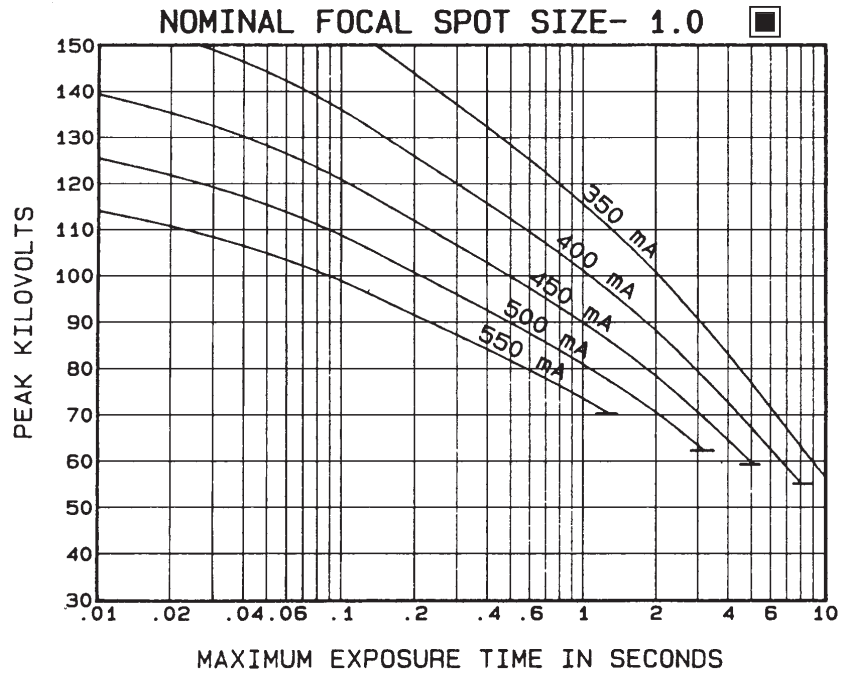 NOMINAL FOCAL SPOT SIZE- 1.0
150
140
130
120
110
100
90
80
70
60
50
40
30
PEAK KILOVOLTS
350 mA
400 mA
450 mA
500 mA
550 mA
.01 .02 .04 .06 .1 .2 .4 .6 1 2 4 6 10
MAXIMUM EXPOSURE TIME IN SECONDS